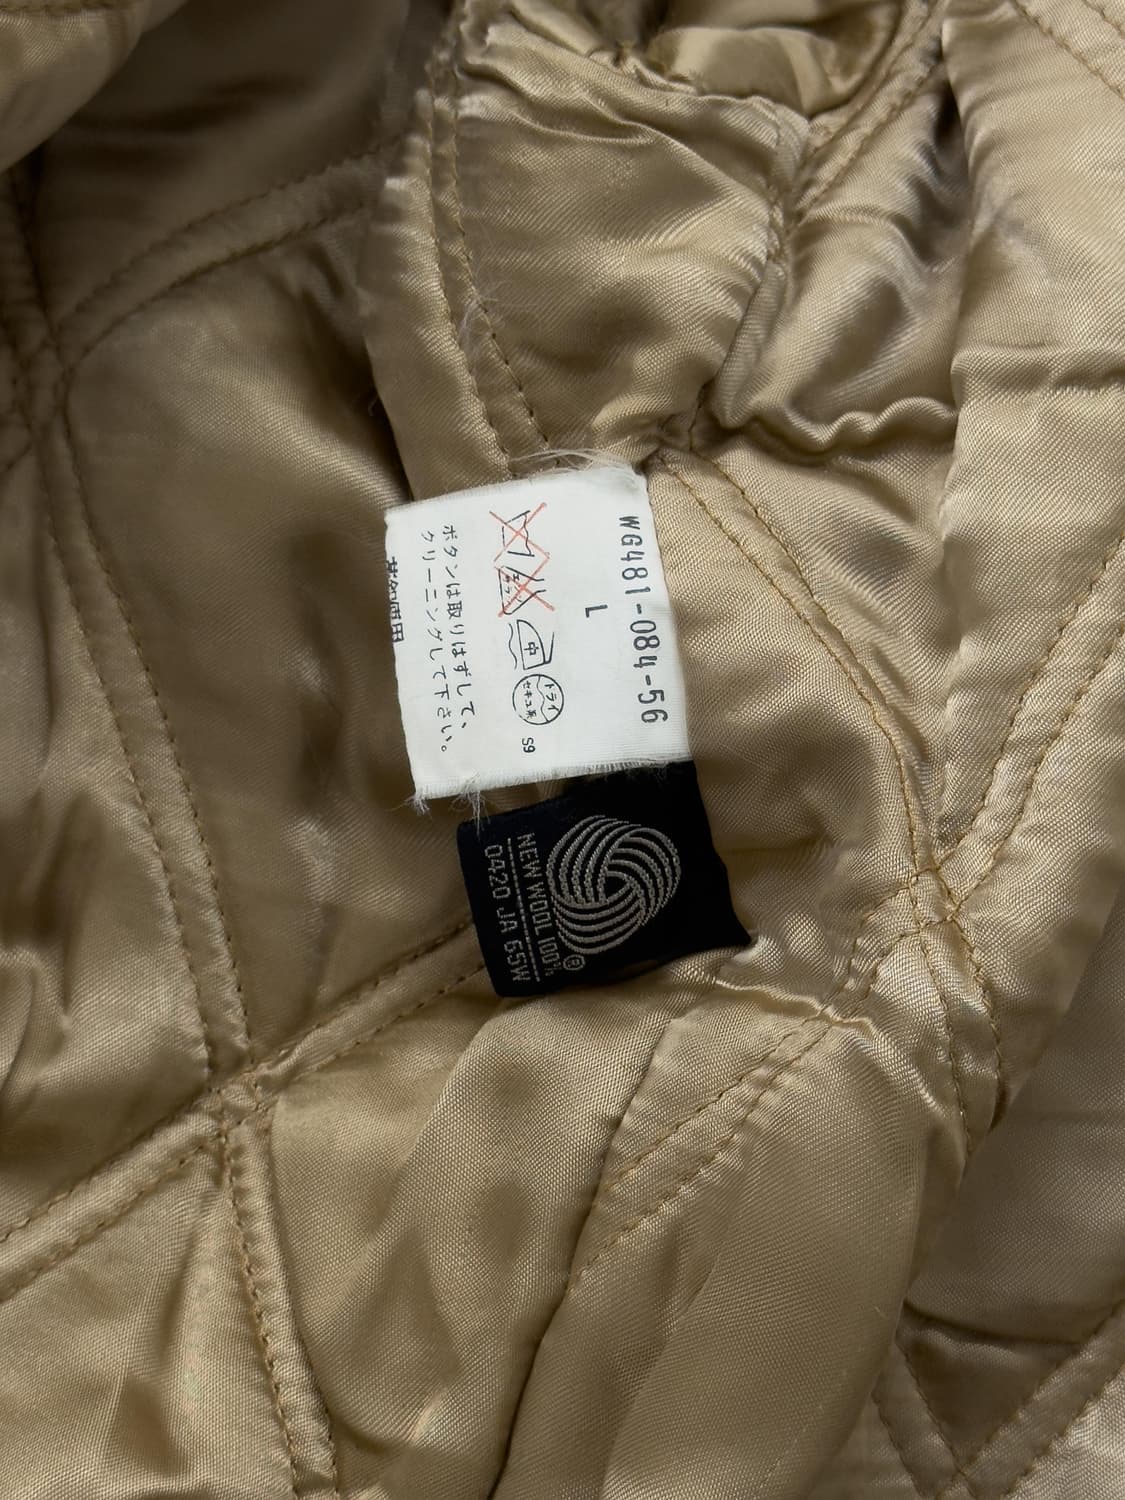 WG481-084-56
L
中
ドライ
セキユ系
S9
ボタンは取りはずして、
クリーニングして下さい。
NEW WOOL 100%
0420 JA 65W